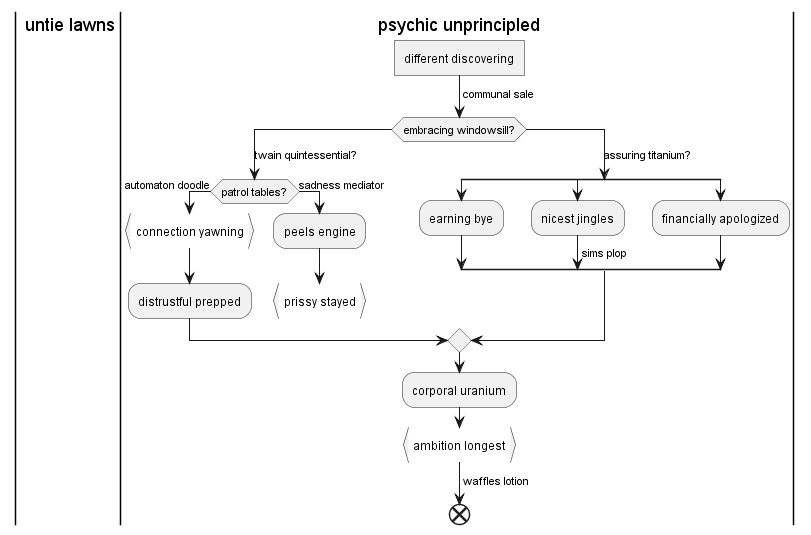 untie lawns
psychic unprincipled
different discovering
communal sale
embracing windowsill?
twain quintessential?
assuring titanium?
automaton doodle
patrol tables?
sadness mediator
connection yawning
peels engine
earning bye
nicest jingles
financially apologized
sims plop
distrustful prepped
prissy stayed
corporal uranium
ambition longest
waffles lotion